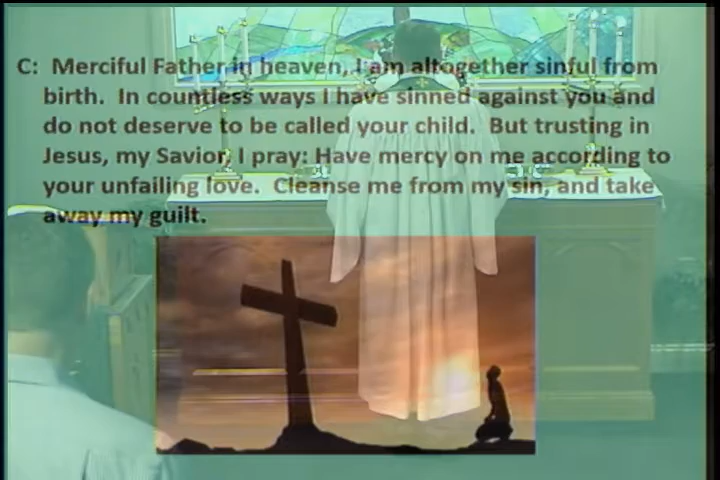 C: Merciful Father in heaven, I am altogether sinful from
birth. In countless ways I have sinned against you and
do not deserve to be called your child. But trusting in
Jesus, my Savior, I pray: Have mercy on me according to
your unfailing love. Cleanse me from my sin, and take
away my guilt.